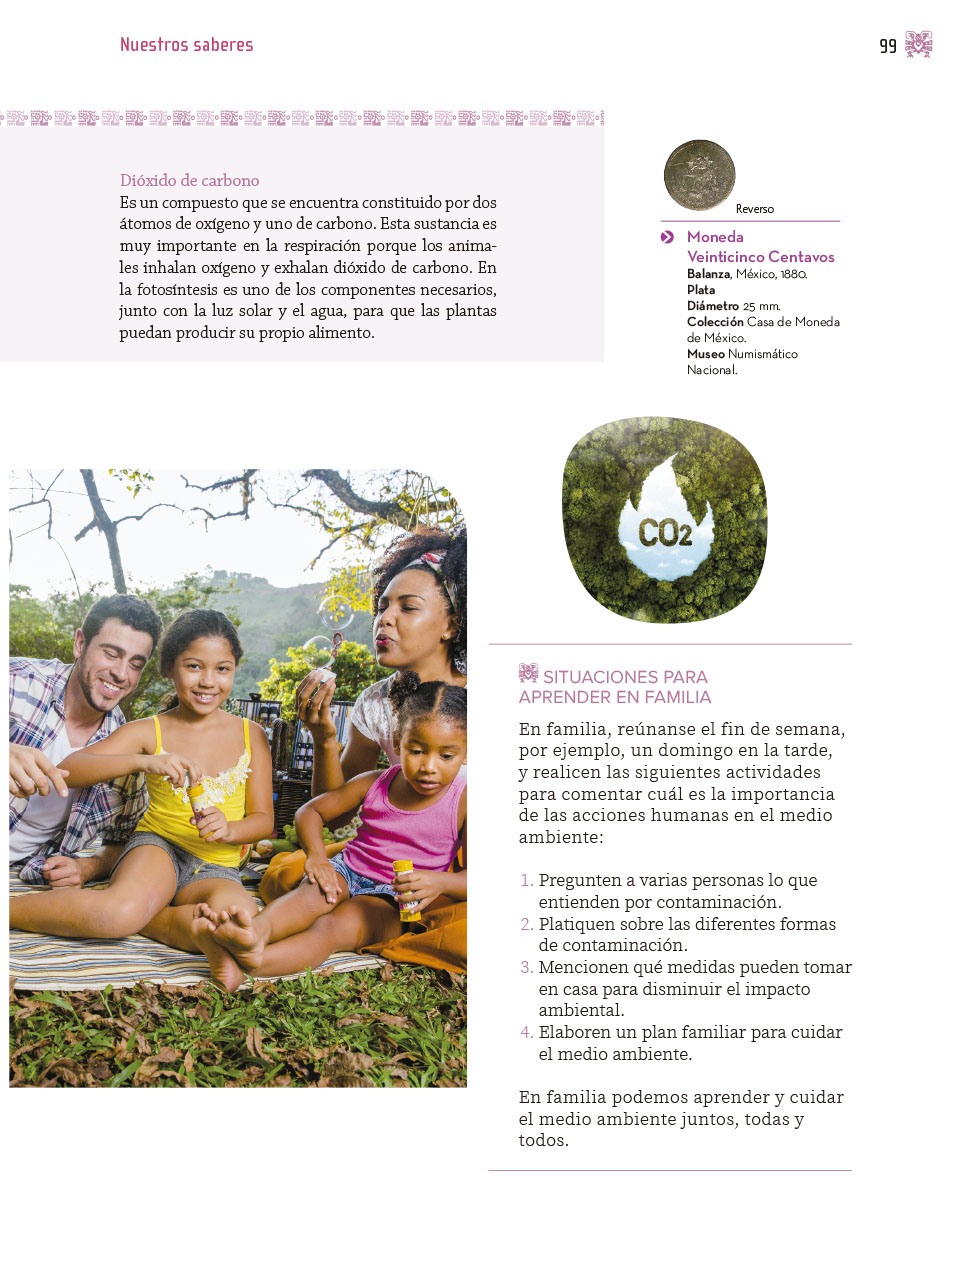 Nuestros saberes
99
Dióxido de carbono
Es un compuesto que se encuentra constituido por dos
átomos de oxígeno y uno de carbono. Esta sustancia es
muy importante en la respiración porque los anima-
les inhalan oxígeno y exhalan dióxido de carbono. En
la fotosíntesis es uno de los componentes necesarios,
junto con la luz solar y el agua, para que las plantas
puedan producir su propio alimento.
Reverso
Moneda
Veinticinco Centavos
Balanza, México, 1880.
Plata
Diámetro 25 mm.
Colección Casa de Moneda
de México.
Museo Numismático
Nacional.
CO2
SITUACIONES PARA
APRENDER EN FAMILIA
En familia, reúnanse el fin de semana,
por ejemplo, un domingo en la tarde,
y realicen las siguientes actividades
para comentar cuál es la importancia
de las acciones humanas en el medio
ambiente:
1. Pregunten a varias personas lo que
entienden por contaminación.
2. Platiquen sobre las diferentes formas
de contaminación.
3. Mencionen qué medidas pueden tomar
en casa para disminuir el impacto
ambiental.
4. Elaboren un plan familiar para cuidar
el medio ambiente.
En familia podemos aprender y cuidar
el medio ambiente juntos, todas y
todos.